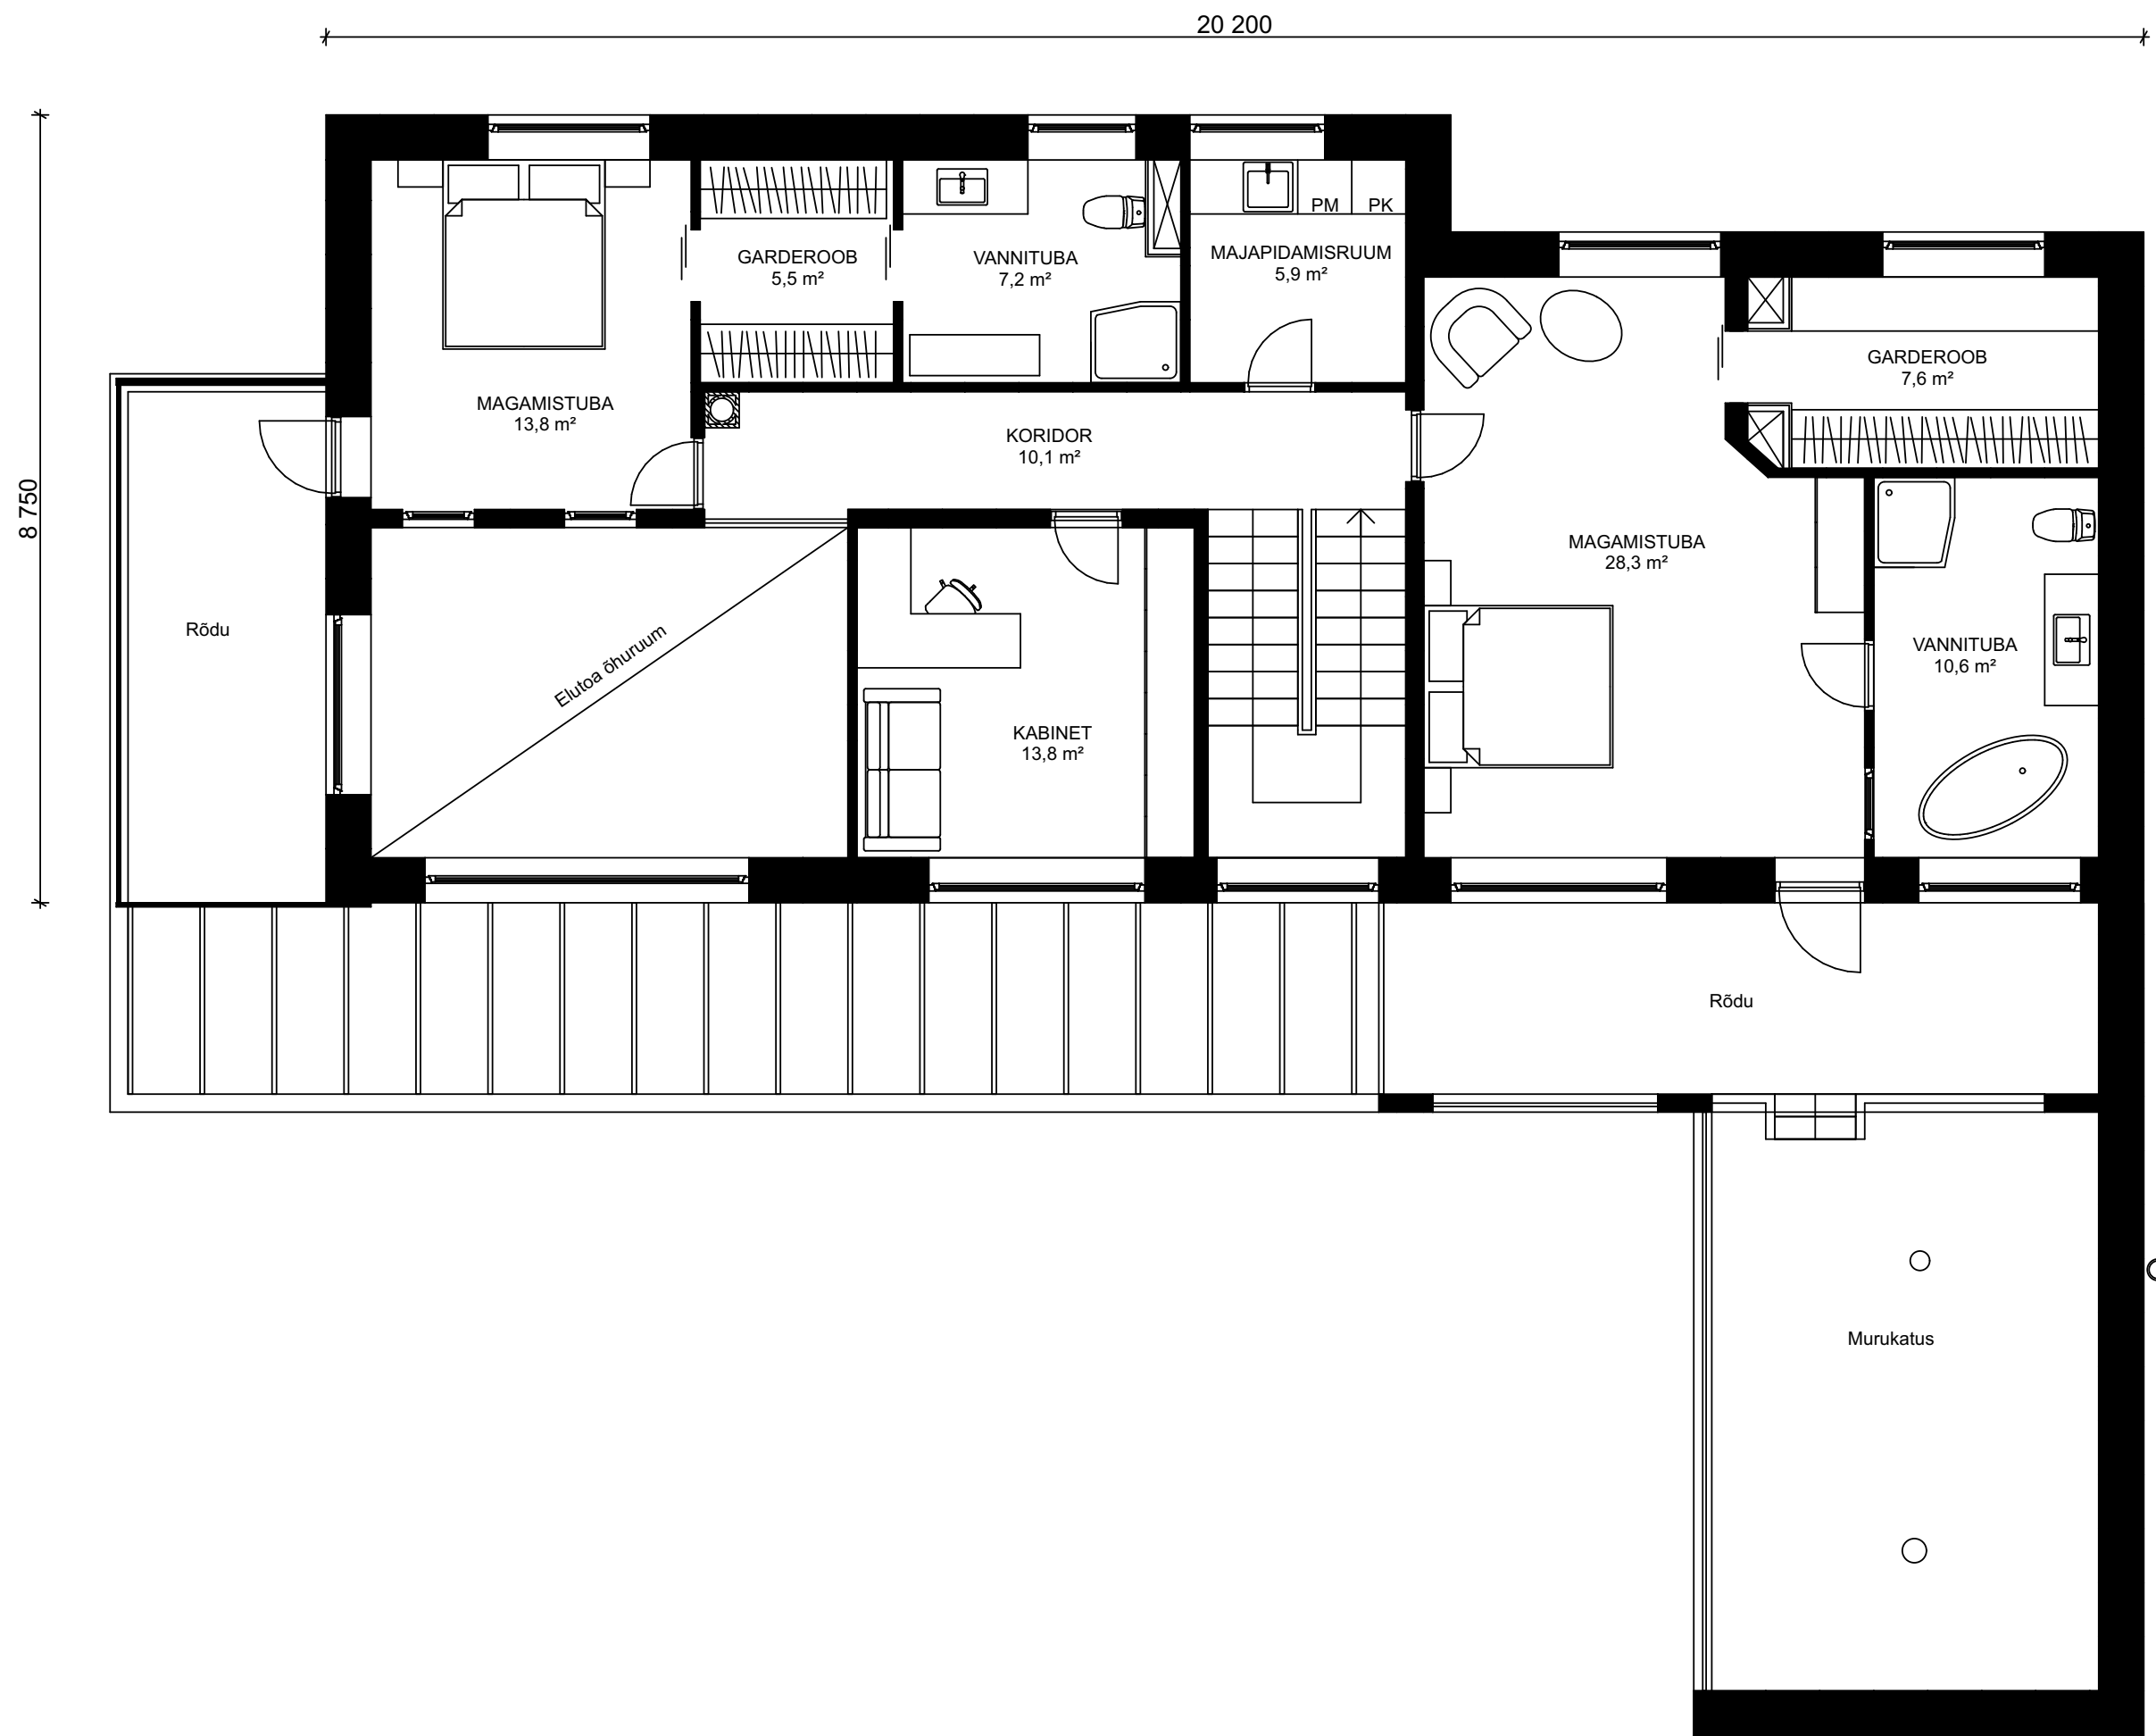 20 200
8 750
PM
PK
GARDEROOB
5,5 m²
VANNITUBA
7,2 m²
MAJAPIDAMISRUUM
5,9 m²
GARDEROOB
7,6 m²
MAGAMISTUBA
13,8 m²
KORIDOR
10,1 m²
MAGAMISTUBA
28,3 m²
Rõdu
Elutoa õhuruum
VANNITUBA
10,6 m²
KABINET
13,8 m²
Rõdu
Murukatus